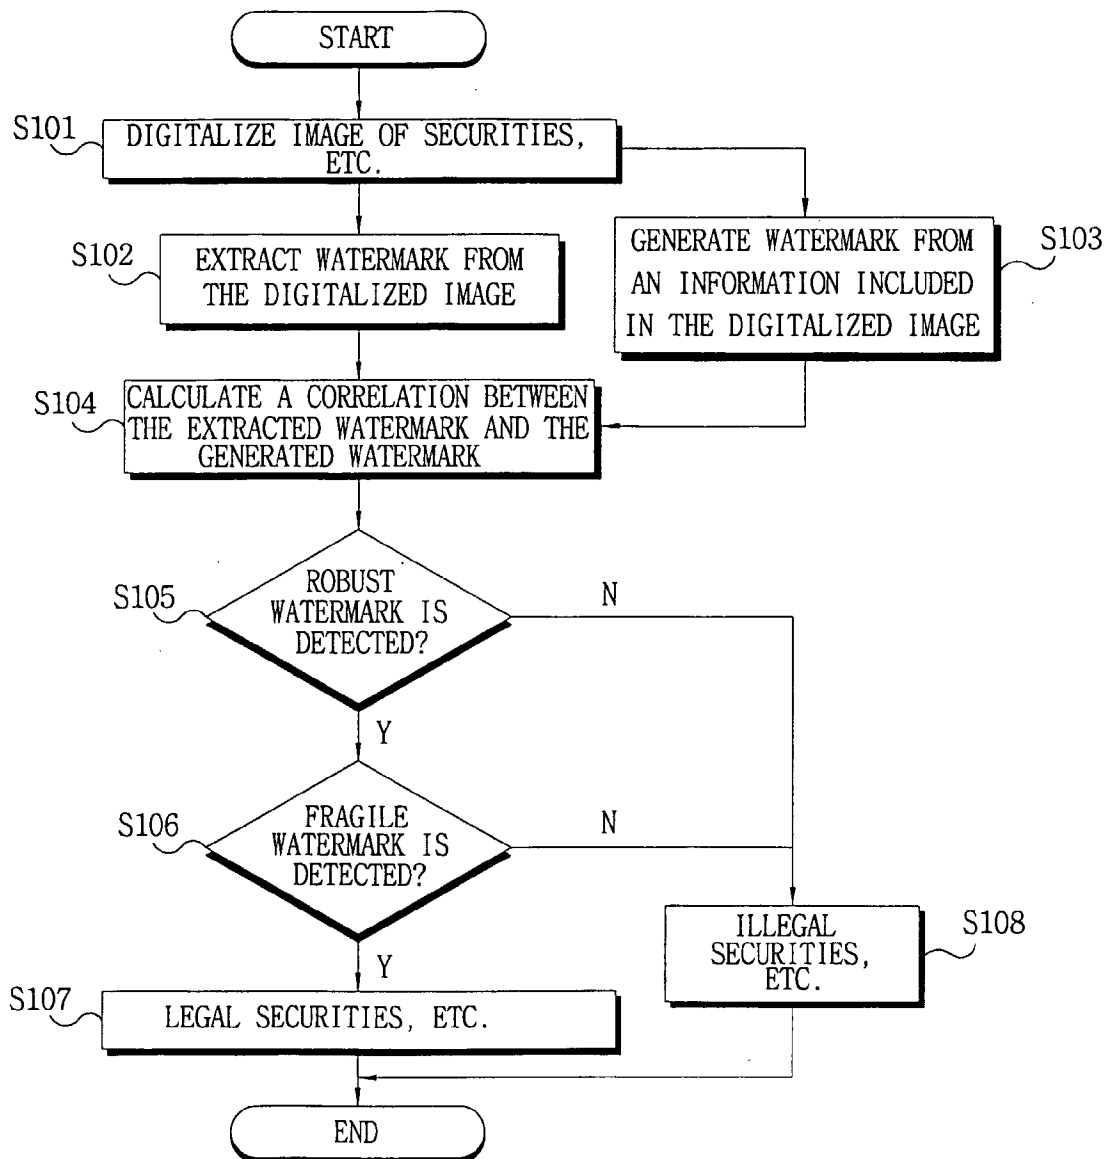 START
S101
DIGITALIZE IMAGE OF SECURITIES,
ETC.
S102
EXTRACT WATERMARK FROM
THE DIGITALIZED IMAGE
GENERATE WATERMARK FROM
AN INFORMATION INCLUDED
IN THE DIGITALIZED IMAGE
S103
S104
CALCULATE A CORRELATION BETWEEN
THE EXTRACTED WATERMARK AND THE
GENERATED WATERMARK
S105
ROBUST
WATERMARK IS
DETECTED?
N
Y
S106
FRAGILE
WATERMARK IS
DETECTED?
N
Y
ILLEGAL
SECURITIES,
ETC.
S108
S107
LEGAL SECURITIES, ETC.
END